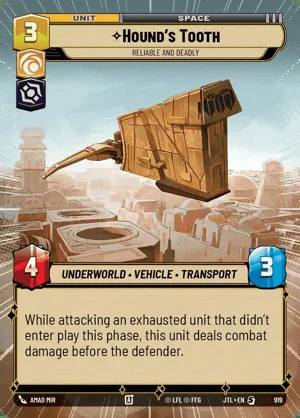 3
UNIT
SPACE
HOUND'S TOOTH
RELIABLE AND DEADLY
4
3
UNDERWORLD • VEHICLE • TRANSPORT
While attacking an exhausted unit that didn't
enter play this phase, this unit deals combat
damage before the defender.
AMAD MIR
© LFL © FFG
JTL • EN
919